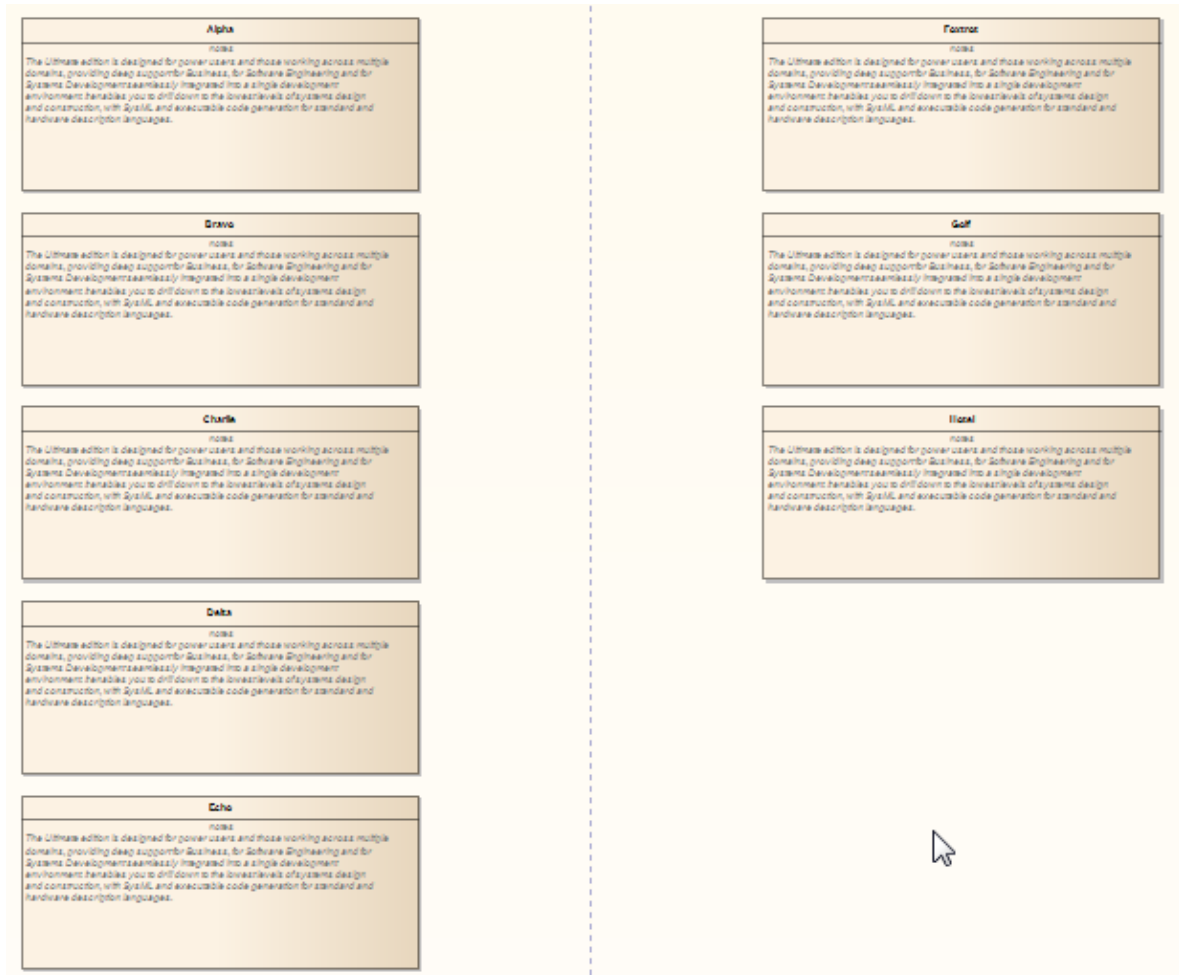 Alpha
notes
The Ultimate edition is designed for power users and those working across multiple
domains, providing deep support for Business, for Software Engineering and for
Systems Development seamlessly integrated into a single development
environment. It enables you to drill down to the lowest levels of systems design
and construction, with SysML and executable code generation for standard and
hardware description languages.
Bravo
notes
The Ultimate edition is designed for power users and those working across multiple
domains, providing deep support for Business, for Software Engineering and for
Systems Development seamlessly integrated into a single development
environment. It enables you to drill down to the lowest levels of systems design
and construction, with SysML and executable code generation for standard and
hardware description languages.
Charlie
notes
The Ultimate edition is designed for power users and those working across multiple
domains, providing deep support for Business, for Software Engineering and for
Systems Development seamlessly integrated into a single development
environment. It enables you to drill down to the lowest levels of systems design
and construction, with SysML and executable code generation for standard and
hardware description languages.
Delta
notes
The Ultimate edition is designed for power users and those working across multiple
domains, providing deep support for Business, for Software Engineering and for
Systems Development seamlessly integrated into a single development
environment. It enables you to drill down to the lowest levels of systems design
and construction, with SysML and executable code generation for standard and
hardware description languages.
Echo
notes
The Ultimate edition is designed for power users and those working across multiple
domains, providing deep support for Business, for Software Engineering and for
Systems Development seamlessly integrated into a single development
environment. It enables you to drill down to the lowest levels of systems design
and construction, with SysML and executable code generation for standard and
hardware description languages.
Foxtrot
notes
The Ultimate edition is designed for power users and those working across multiple
domains, providing deep support for Business, for Software Engineering and for
Systems Development seamlessly integrated into a single development
environment. It enables you to drill down to the lowest levels of systems design
and construction, with SysML and executable code generation for standard and
hardware description languages.
Golf
notes
The Ultimate edition is designed for power users and those working across multiple
domains, providing deep support for Business, for Software Engineering and for
Systems Development seamlessly integrated into a single development
environment. It enables you to drill down to the lowest levels of systems design
and construction, with SysML and executable code generation for standard and
hardware description languages.
Hotel
notes
The Ultimate edition is designed for power users and those working across multiple
domains, providing deep support for Business, for Software Engineering and for
Systems Development seamlessly integrated into a single development
environment. It enables you to drill down to the lowest levels of systems design
and construction, with SysML and executable code generation for standard and
hardware description languages.